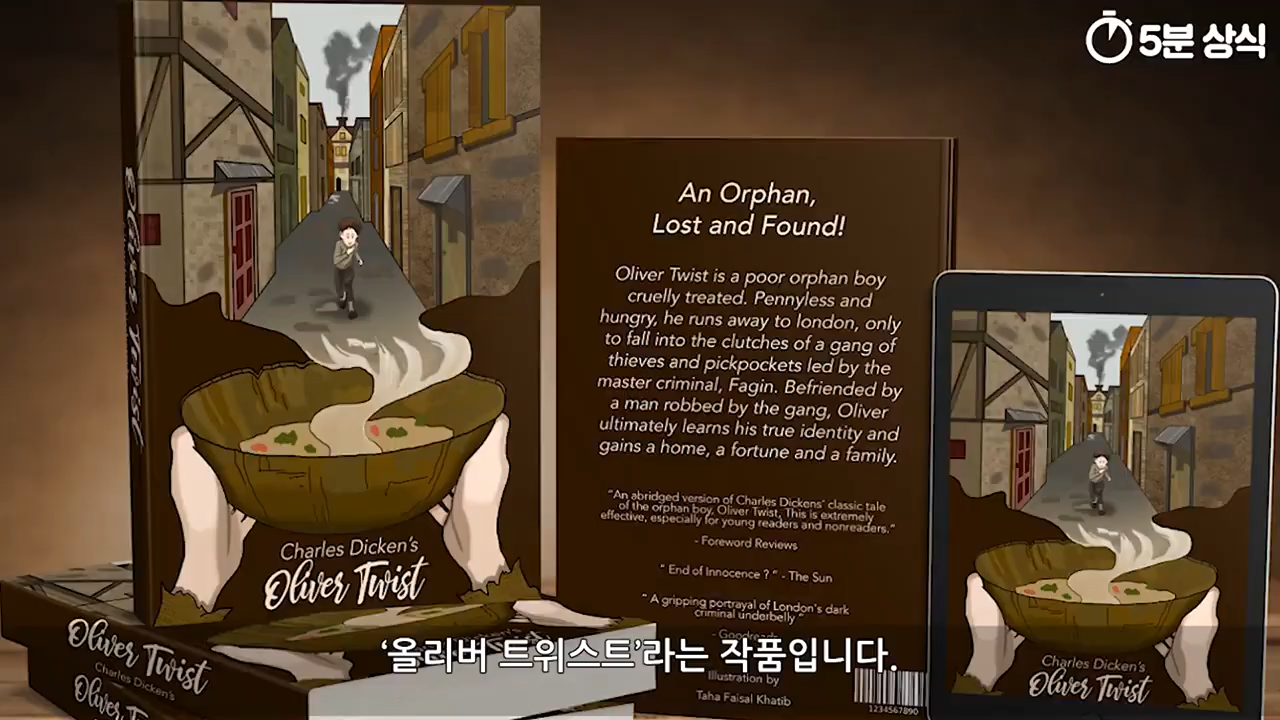 5분 상식
Charles Dicken's
Oliver Twist
Oliver Twist
An Orphan,
Lost and Found!
Oliver Twist is a poor orphan boy
cruelly treated. Pennyless and
hungry, he runs away to london, only
to fall into the clutches of a gang of
thieves and pickpockets led by the
master criminal, Fagin. Befriended by
a man robbed by the gang, Oliver
ultimately learns his true identity and
gains a home, a fortune and a family.
"An abridged version of Charles Dickens' classic tale
of the orphan boy, Oliver Twist, This is extremely
effective, especially for young readers and nonreaders."
- Foreword Reviews
" End of Innocence ? " - The Sun
" A gripping portrayal of London's dark
criminal underbelly "
- Goodreads
Illustration by
Taha Faisal Khatib
1234567890
Charles Dicken's
Oliver Twist
Oliver Twist
Charles Dicken's
Oliver
'올리버 트위스트'라는 작품입니다.